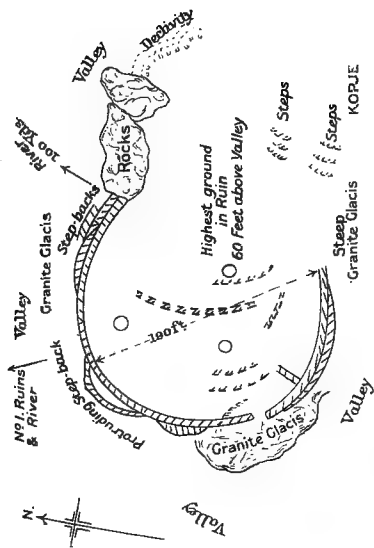 Declivity
Valley
River
100 Yds.
Rocks
Steps
Steps
KOPJE
Step-backs
Granite Glacis
Valley
Highest ground
in Ruin
60 Feet above Valley
Steep
Granite Glacis
180ft.
No 1. Ruins
& River
Protruding Step-back
Granite Glacis
Valley
N.
Valley